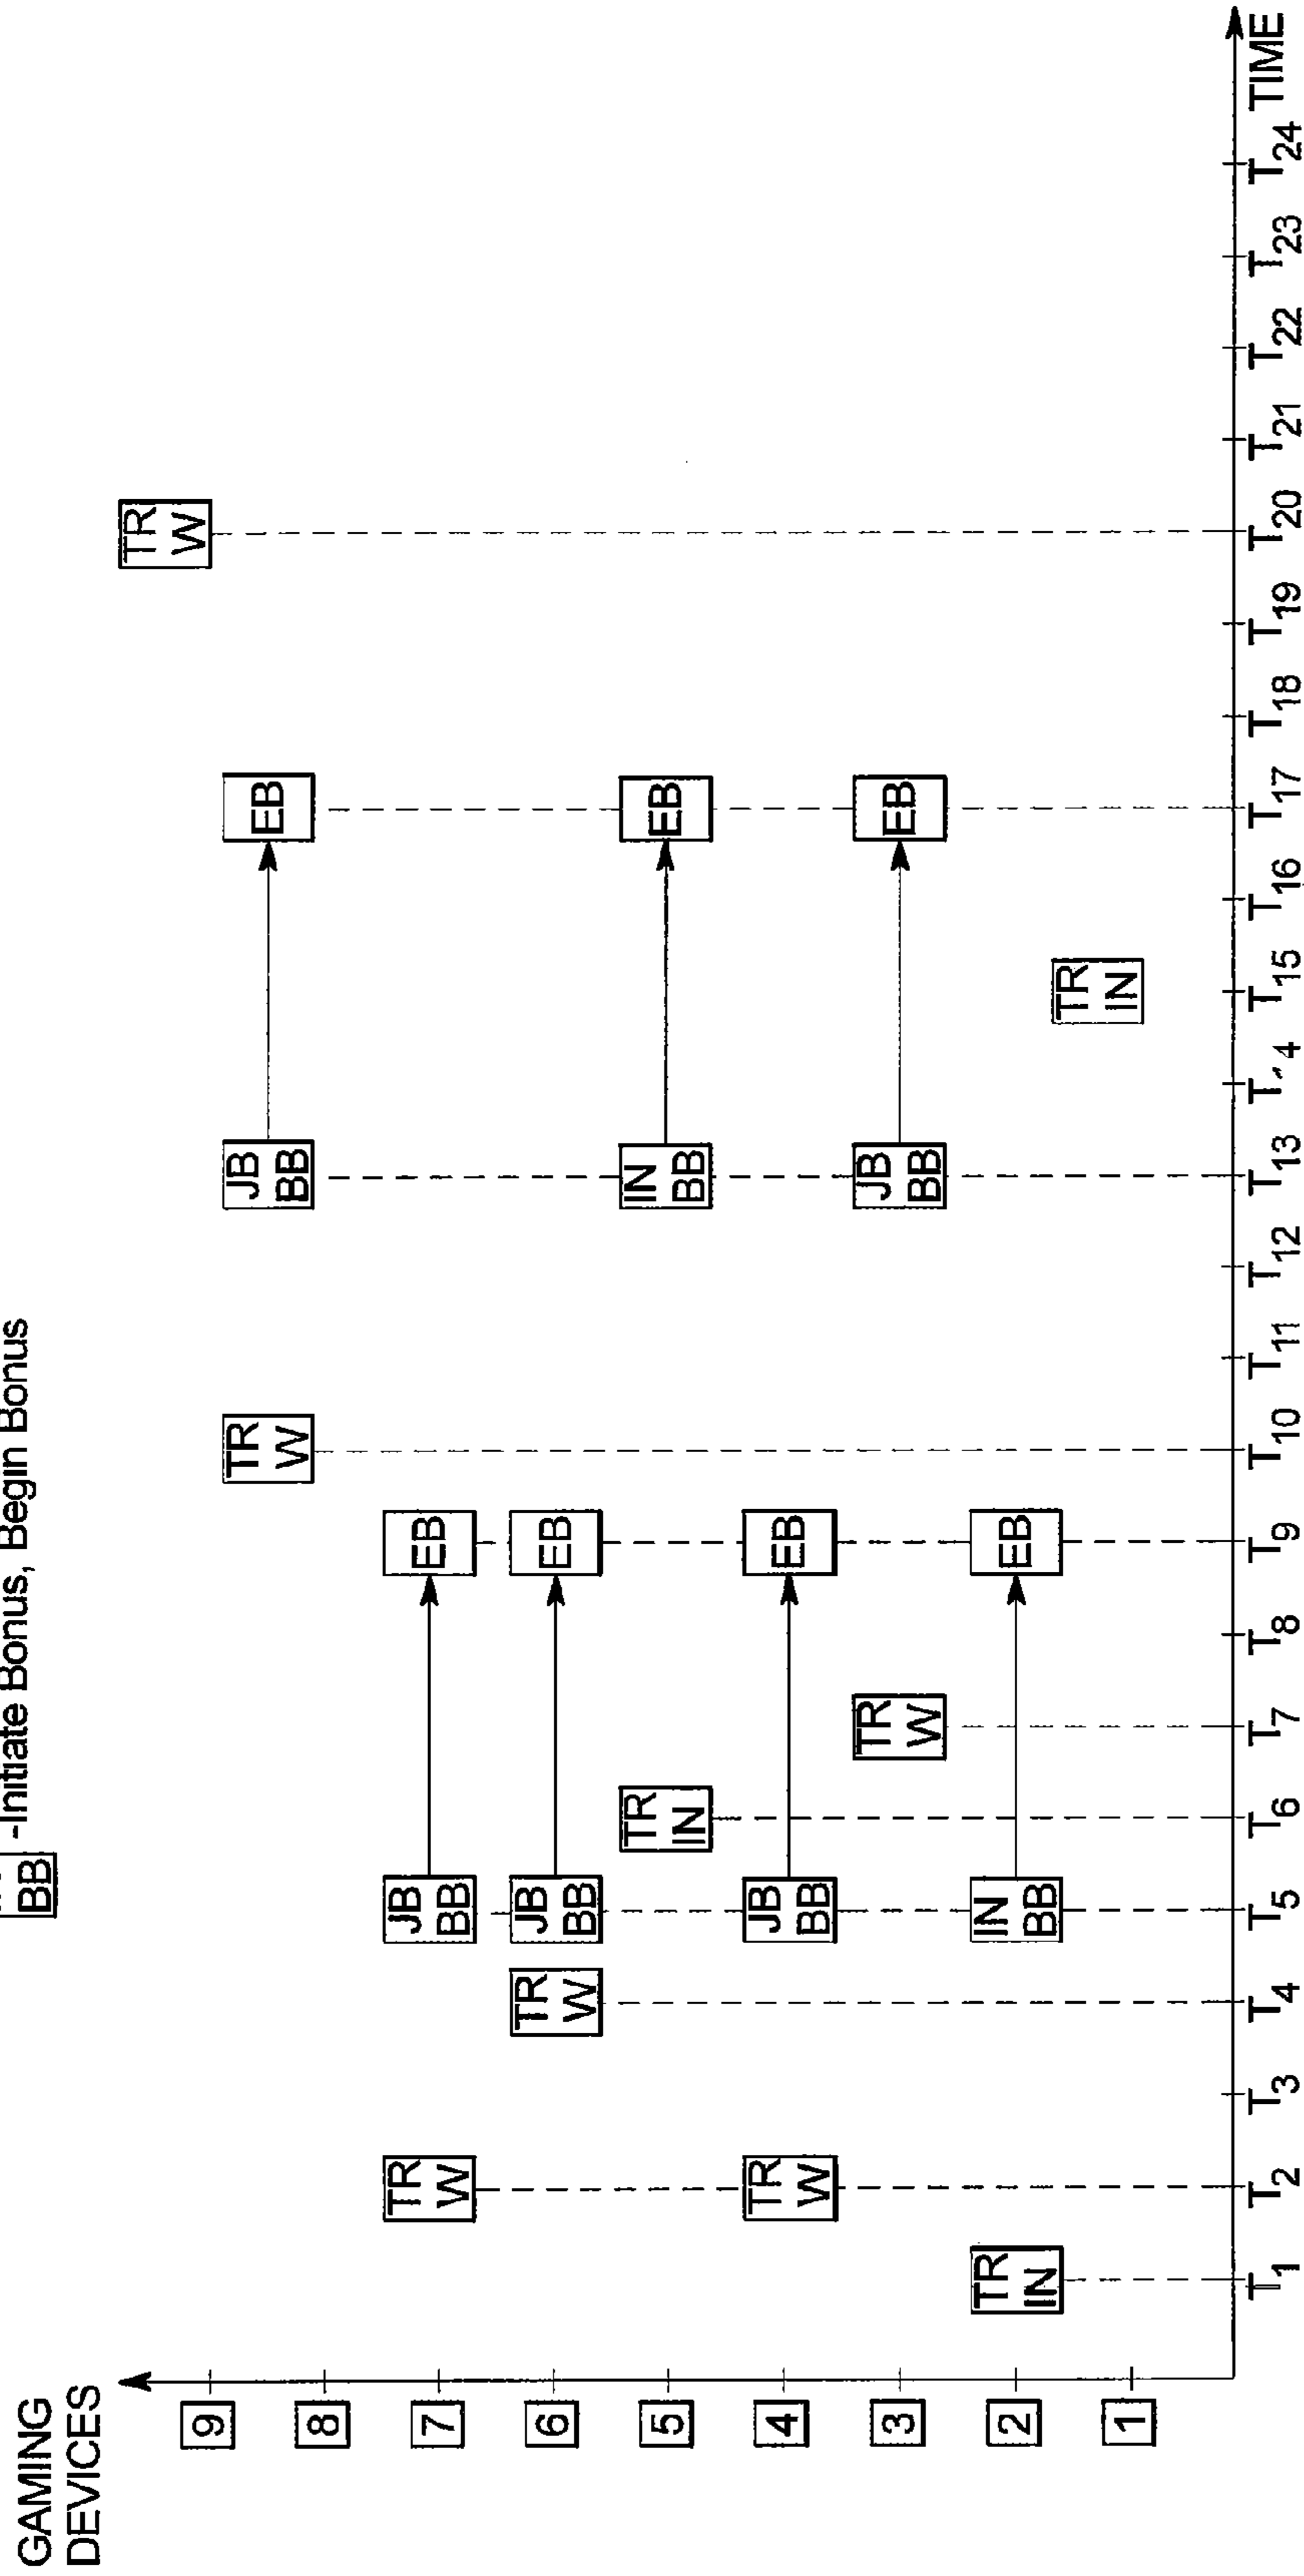 -Initiate Bonus, Begin Bonus
BB
GAMING
DEVICES
TR
W
9
TR
W
JB
BB
EB
8
7
TR
W
JB
BB
EB
6
TR
W
JB
BB
EB
5
TR
IN
IN
BB
EB
4
TR
W
JB
BB
EB
3
TR
W
JB
BB
EB
2
TR
IN
IN
BB
EB
1
TR
IN
T1 T2 T3 T4 T5 T6 T7 T8 T9 T10 T11 T12 T13 T14 T15 T16 T17 T18 T19 T20 T21 T22 T23 T24 TIME